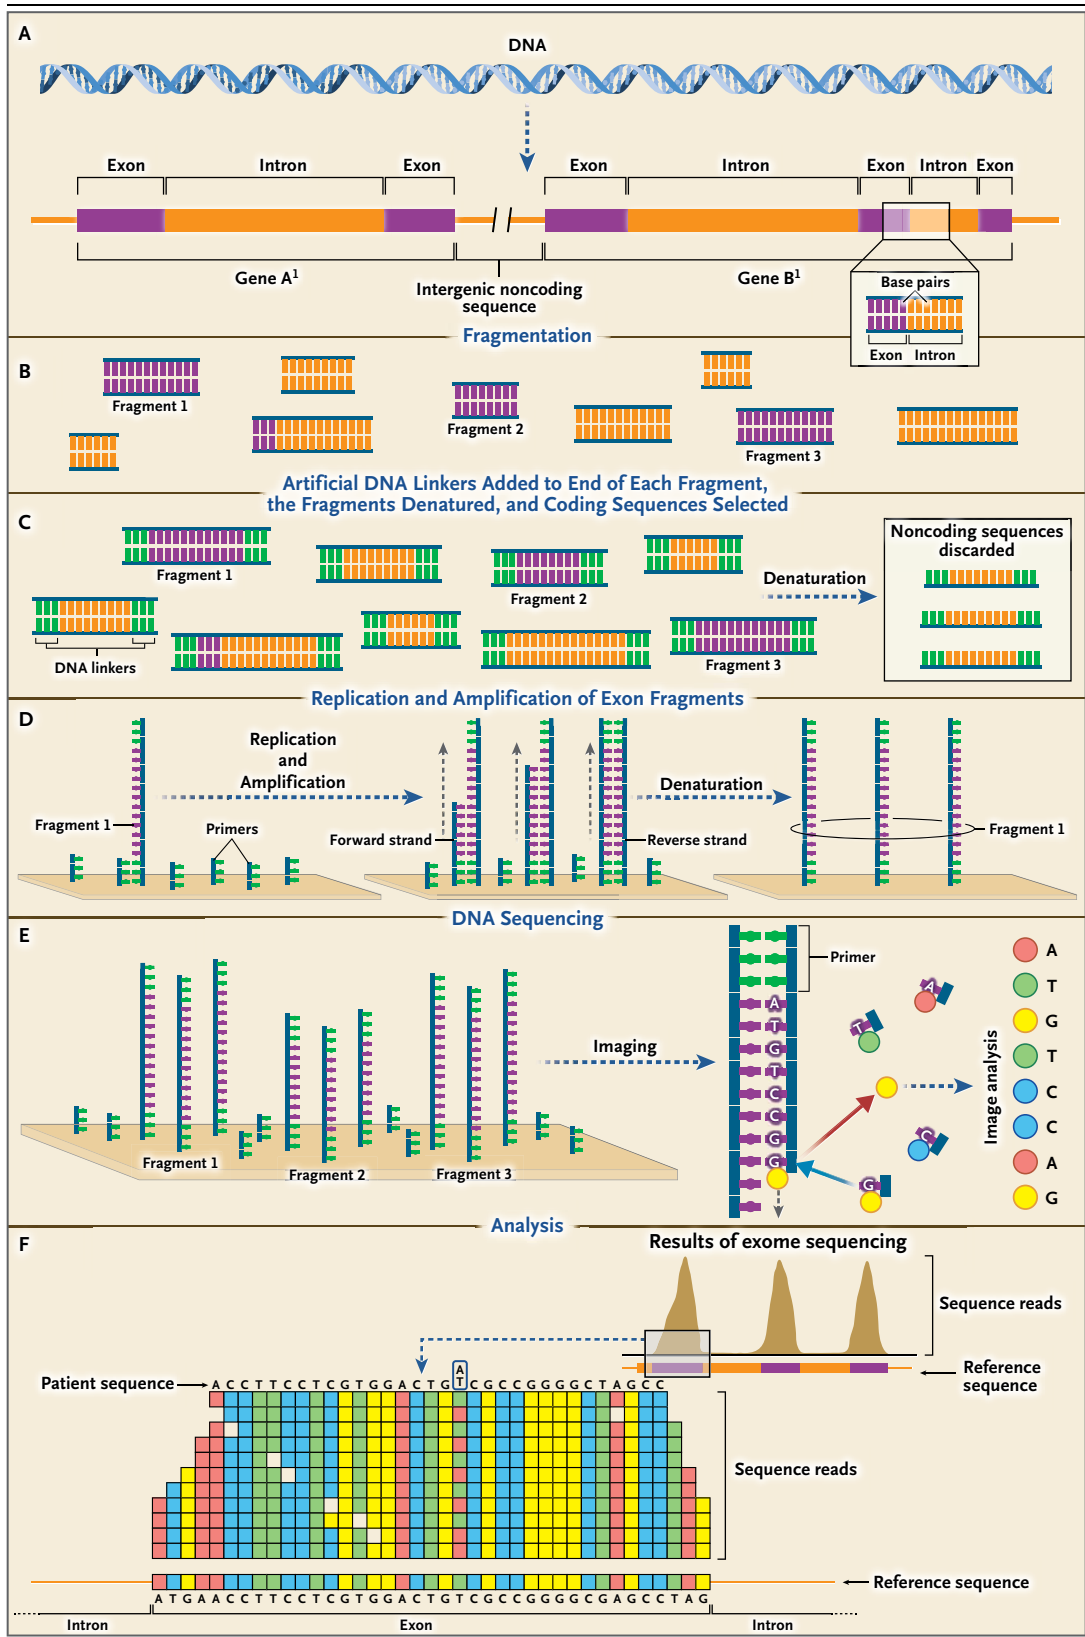 A
DNA
Exon Intron Exon Exon Intron Exon Intron Exon
Gene A1
Intergenic noncoding
sequence
Gene B1
Base pairs
Exon Intron
Fragmentation
B
Fragment 1
Fragment 2
Fragment 3
Artificial DNA Linkers Added to End of Each Fragment,
the Fragments Denatured, and Coding Sequences Selected
C
Fragment 1
Fragment 2
Fragment 3
DNA linkers
Denaturation
Noncoding sequences
discarded
Replication and Amplification of Exon Fragments
D
Fragment 1
Primers
Replication
and
Amplification
Forward strand
Reverse strand
Denaturation
Fragment 1
DNA Sequencing
E
Fragment 1
Fragment 2
Fragment 3
Imaging
Primer
A
T
G
T
C
C
G
G
A
T
C
G
Image analysis
A
T
G
T
C
C
A
G
Analysis
F
Results of exome sequencing
Sequence reads
Reference
sequence
A
Patient sequence A C C T T C C T C G T G G A C T G T C G C C G G G G C T A G C C
Sequence reads
Reference sequence
A T G A A C C T T C C T C G T G G A C T G T C G C C G G G G C G A G C C T A G
Intron Exon Intron